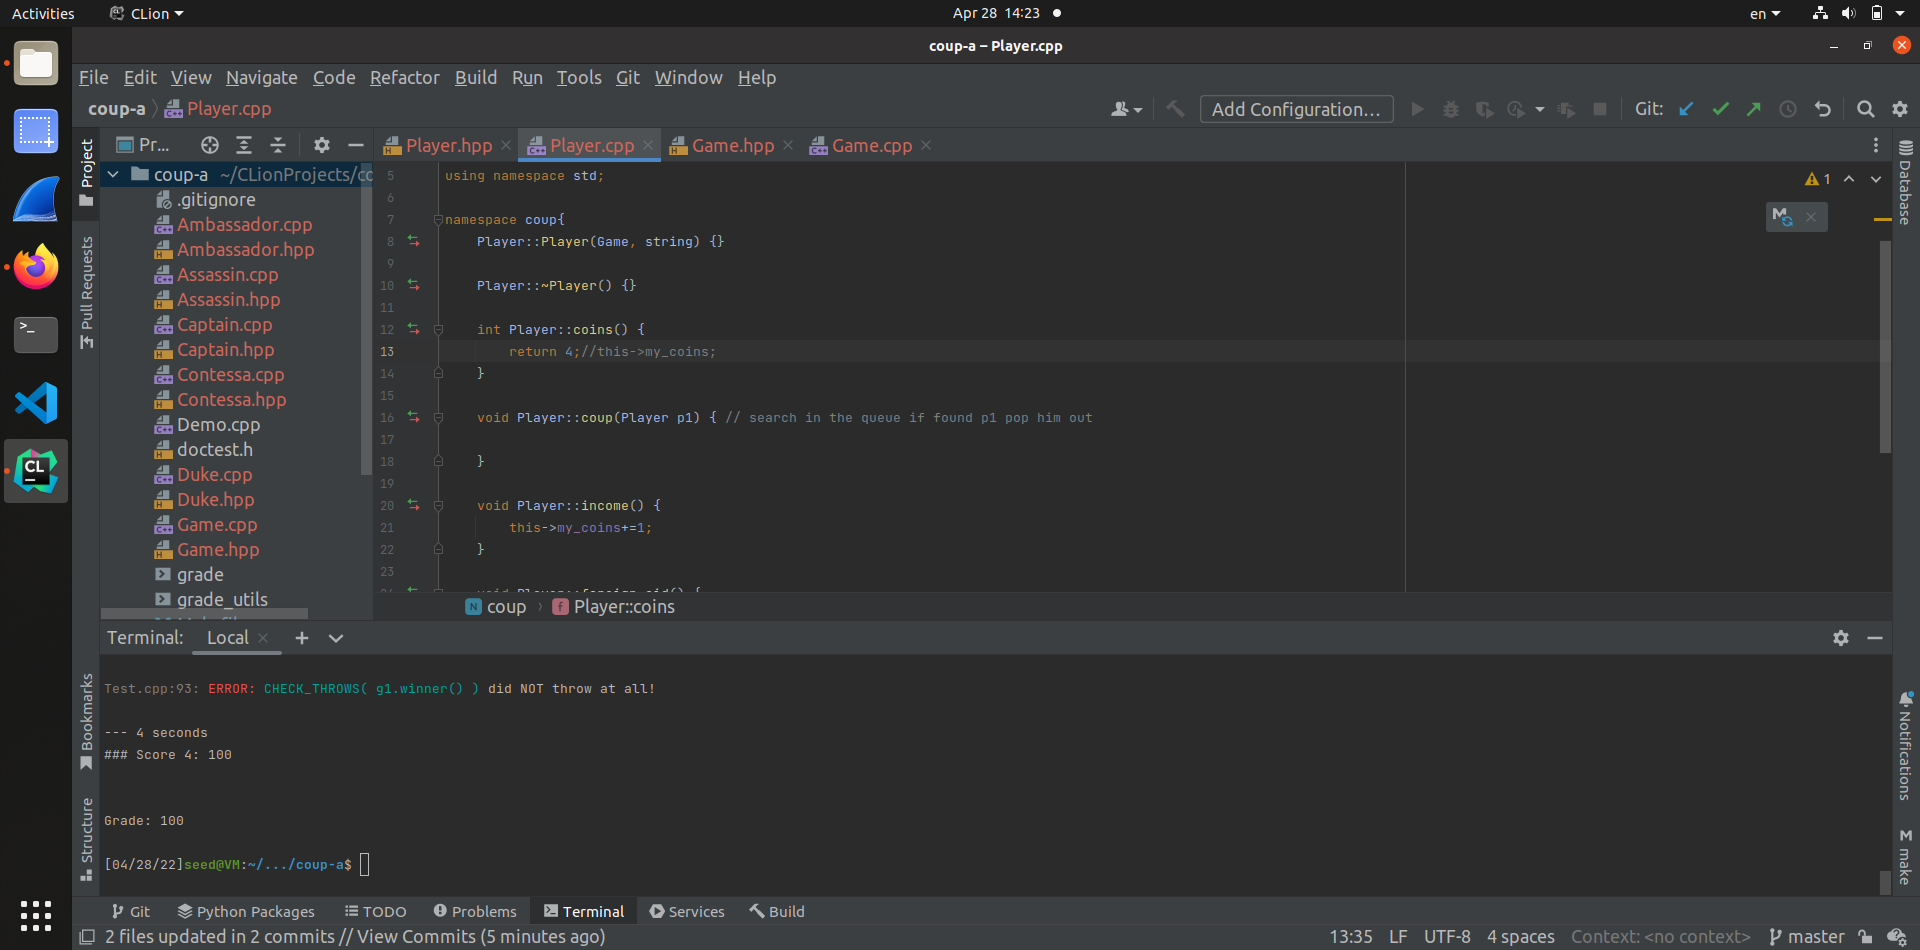 Activities CLion Apr 28 14:23 en
coup-a – Player.cpp
File Edit View Navigate Code Refactor Build Run Tools Git Window Help
coup-a Player.cpp Add Configuration... Git:
Project Pr... Player.hpp Player.cpp Game.hpp Game.cpp
coup-a ~/CLionProjects/co
.gitignore
Ambassador.cpp
Ambassador.hpp
Assassin.cpp
Assassin.hpp
Captain.cpp
Captain.hpp
Contessa.cpp
Contessa.hpp
Demo.cpp
doctest.h
Duke.cpp
Duke.hpp
Game.cpp
Game.hpp
grade
grade_utils
Pull Requests
5 using namespace std;
6
7 namespace coup{
8 Player::Player(Game, string) {}
9
10 Player::~Player() {}
11
12 int Player::coins() {
13 return 4;//this->my_coins;
14 }
15
16 void Player::coup(Player p1) { // search in the queue if found p1 pop him out
17
18 }
19
20 void Player::income() {
21 this->my_coins+=1;
22 }
23
1
Database
N coup f Player::coins
Terminal: Local
Test.cpp:93: ERROR: CHECK_THROWS( g1.winner() ) did NOT throw at all!
--- 4 seconds
### Score 4: 100
Grade: 100
[04/28/22]seed@VM:~/.../coup-a$
Bookmarks
Structure
Notifications
make
Git Python Packages TODO Problems Terminal Services Build
2 files updated in 2 commits // View Commits (5 minutes ago) 13:35 LF UTF-8 4 spaces Context: <no context> master